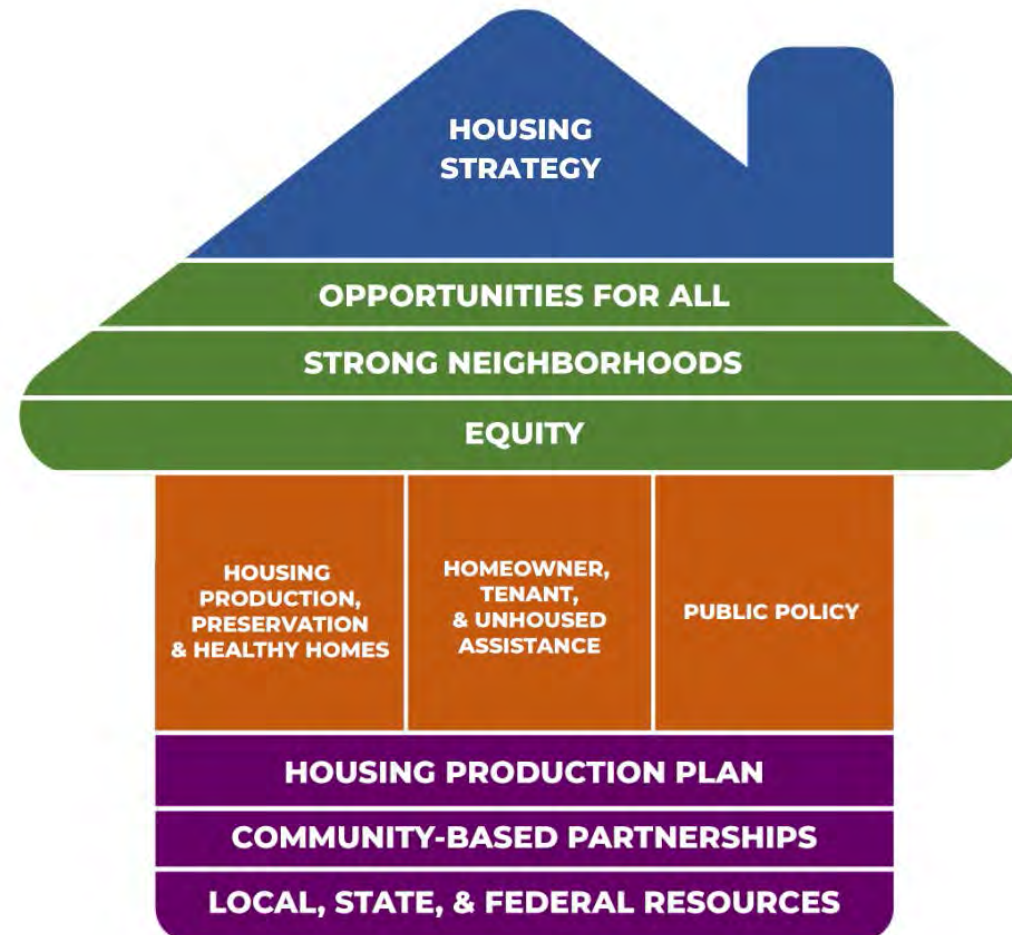 HOUSING
STRATEGY
OPPORTUNITIES FOR ALL
STRONG NEIGHBORHOODS
EQUITY
HOUSING
PRODUCTION,
PRESERVATION
& HEALTHY HOMES
HOMEOWNER,
TENANT,
& UNHOUSED
ASSISTANCE
PUBLIC POLICY
HOUSING PRODUCTION PLAN
COMMUNITY-BASED PARTNERSHIPS
LOCAL, STATE, & FEDERAL RESOURCES